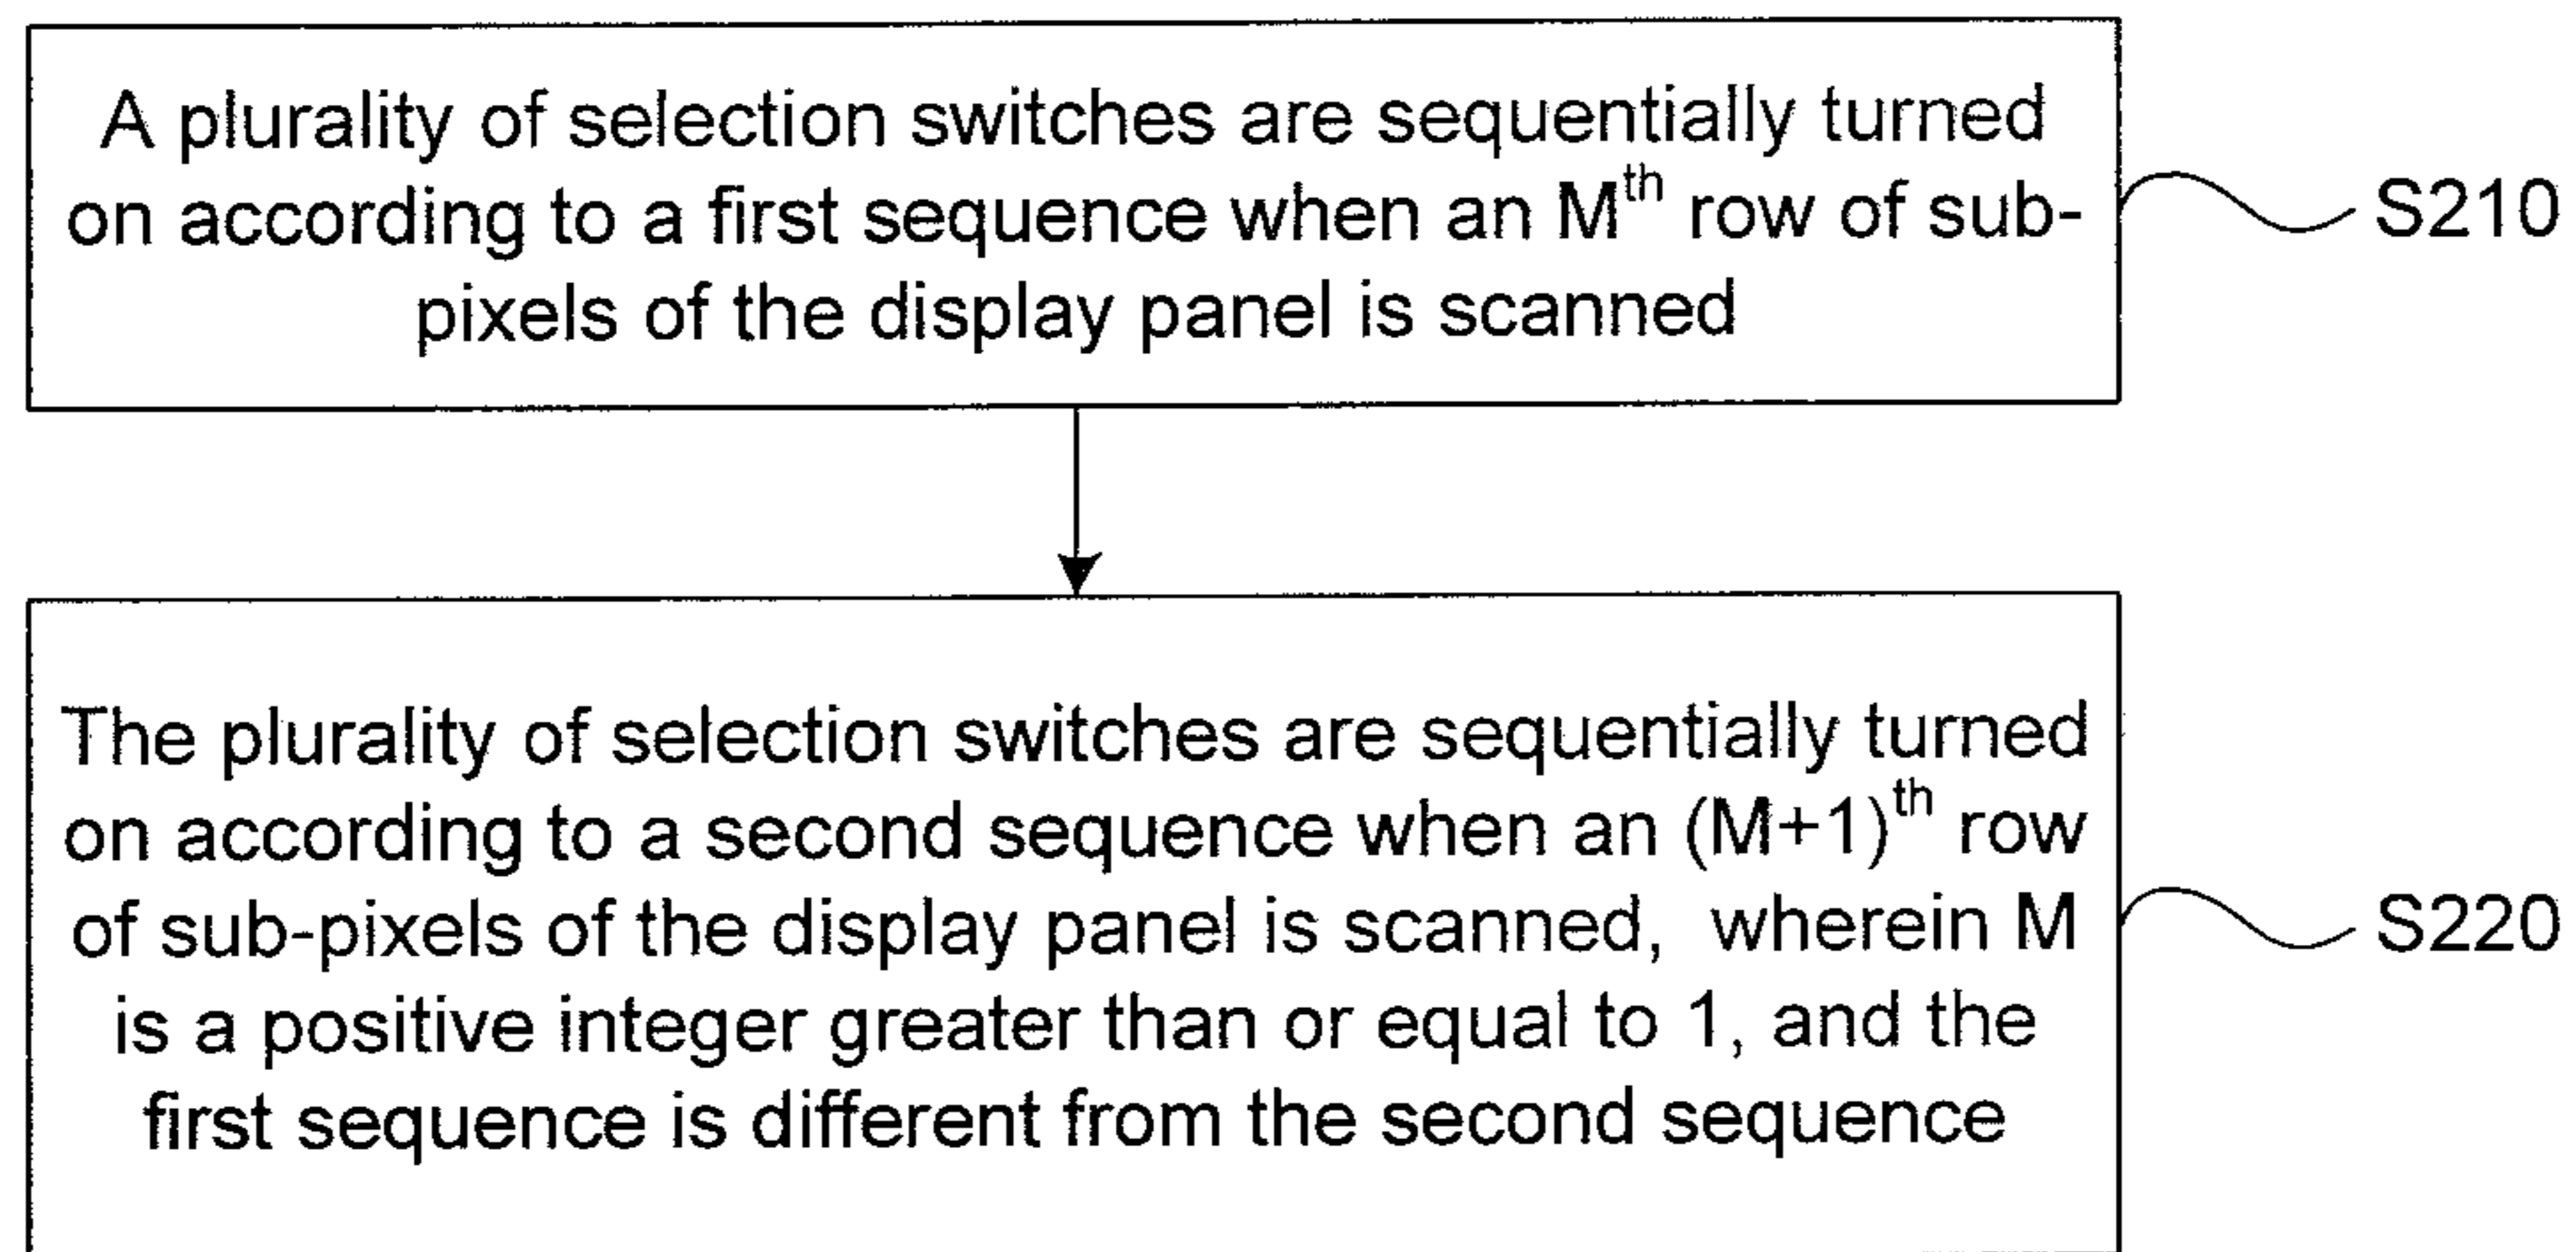 A plurality of selection switches are sequentially turned
on according to a first sequence when an Mth row of sub-
pixels of the display panel is scanned
S210
The plurality of selection switches are sequentially turned
on according to a second sequence when an (M+1)th row
of sub-pixels of the display panel is scanned, wherein M
is a positive integer greater than or equal to 1, and the
first sequence is different from the second sequence
S220